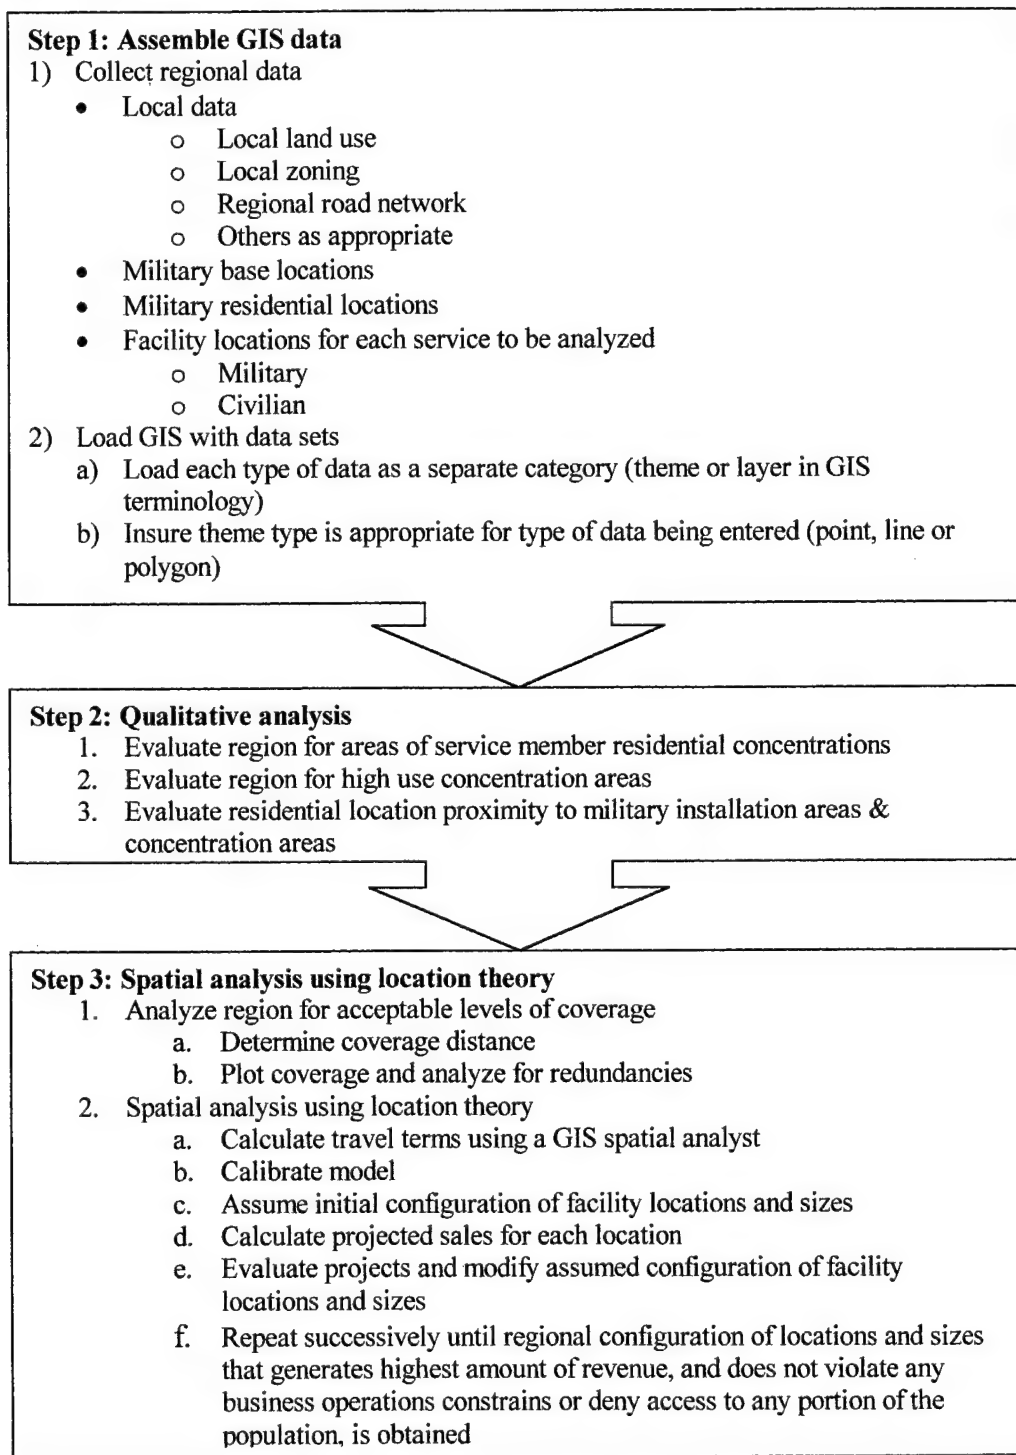 Step 1: Assemble GIS data
1) Collect regional data
• Local data
o Local land use
o Local zoning
o Regional road network
o Others as appropriate
• Military base locations
• Military residential locations
• Facility locations for each service to be analyzed
o Military
o Civilian
2) Load GIS with data sets
a) Load each type of data as a separate category (theme or layer in GIS
terminology)
b) Insure theme type is appropriate for type of data being entered (point, line or
polygon)
Step 2: Qualitative analysis
1. Evaluate region for areas of service member residential concentrations
2. Evaluate region for high use concentration areas
3. Evaluate residential location proximity to military installation areas &
concentration areas
Step 3: Spatial analysis using location theory
1. Analyze region for acceptable levels of coverage
a. Determine coverage distance
b. Plot coverage and analyze for redundancies
2. Spatial analysis using location theory
a. Calculate travel terms using a GIS spatial analyst
b. Calibrate model
c. Assume initial configuration of facility locations and sizes
d. Calculate projected sales for each location
e. Evaluate projects and modify assumed configuration of facility
locations and sizes
f. Repeat successively until regional configuration of locations and sizes
that generates highest amount of revenue, and does not violate any
business operations constrains or deny access to any portion of the
population, is obtained